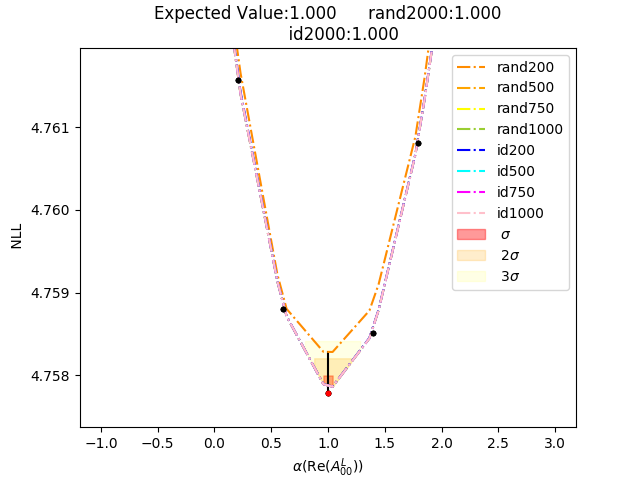 Expected Value:1.000 rand2000:1.000
id2000:1.000
NLL
4.761
4.760
4.759
4.758
−1.0 −0.5 0.0 0.5 1.0 1.5 2.0 2.5 3.0
α(Re(A_{00}^{L}))
rand200
rand500
rand750
rand1000
id200
id500
id750
id1000
σ
2σ
3σ